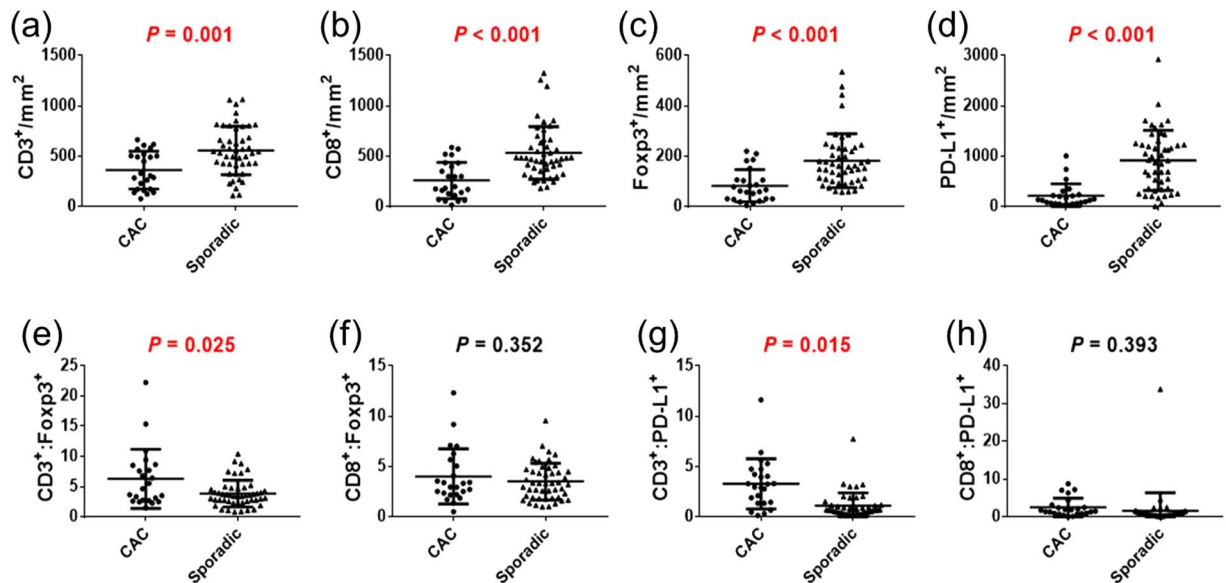 (a)
P = 0.001
CD3⁺/mm²
1500
1000
500
0
CAC
Sporadic
(b)
P < 0.001
CD8⁺/mm²
1500
1000
500
0
CAC
Sporadic
(c)
P < 0.001
Foxp3⁺/mm²
600
400
200
0
CAC
Sporadic
(d)
P < 0.001
PD-L1⁺/mm²
3000
2000
1000
0
CAC
Sporadic
(e)
P = 0.025
CD3⁺:Foxp3⁺
25
20
15
10
5
0
CAC
Sporadic
(f)
P = 0.352
CD8⁺:Foxp3⁺
15
10
5
0
CAC
Sporadic
(g)
P = 0.015
CD3⁺:PD-L1⁺
15
10
5
0
CAC
Sporadic
(h)
P = 0.393
CD8⁺:PD-L1⁺
40
30
20
10
0
CAC
Sporadic